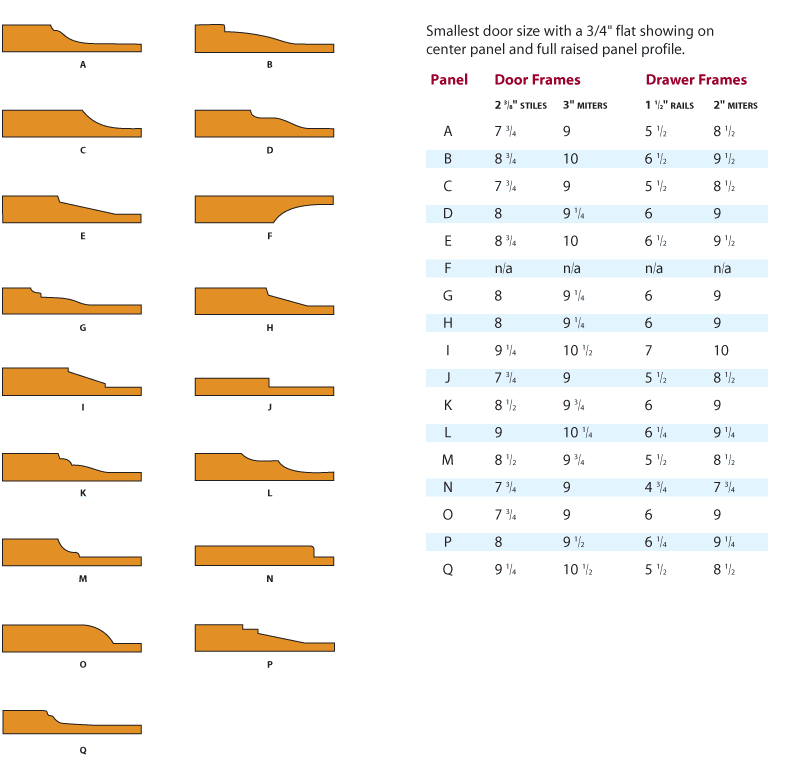 A
B
C
D
E
F
G
H
I
J
K
L
M
N
O
P
Q
Smallest door size with a 3/4" flat showing on
center panel and full raised panel profile.
Panel Door Frames Drawer Frames
2 3/8" STILES 3" MITERS 1 1/2" RAILS 2" MITERS
A 7 3/4 9 5 1/2 8 1/2
B 8 3/4 10 6 1/2 9 1/2
C 7 3/4 9 5 1/2 8 1/2
D 8 9 1/4 6 9
E 8 3/4 10 6 1/2 9 1/2
F n/a n/a n/a n/a
G 8 9 1/4 6 9
H 8 9 1/4 6 9
I 9 1/4 10 1/2 7 10
J 7 3/4 9 5 1/2 8 1/2
K 8 1/2 9 3/4 6 9
L 9 10 1/4 6 1/4 9 1/4
M 8 1/2 9 3/4 5 1/2 8 1/2
N 7 3/4 9 4 3/4 7 3/4
O 7 3/4 9 6 9
P 8 9 1/2 6 1/4 9 1/4
Q 9 1/4 10 1/2 5 1/2 8 1/2